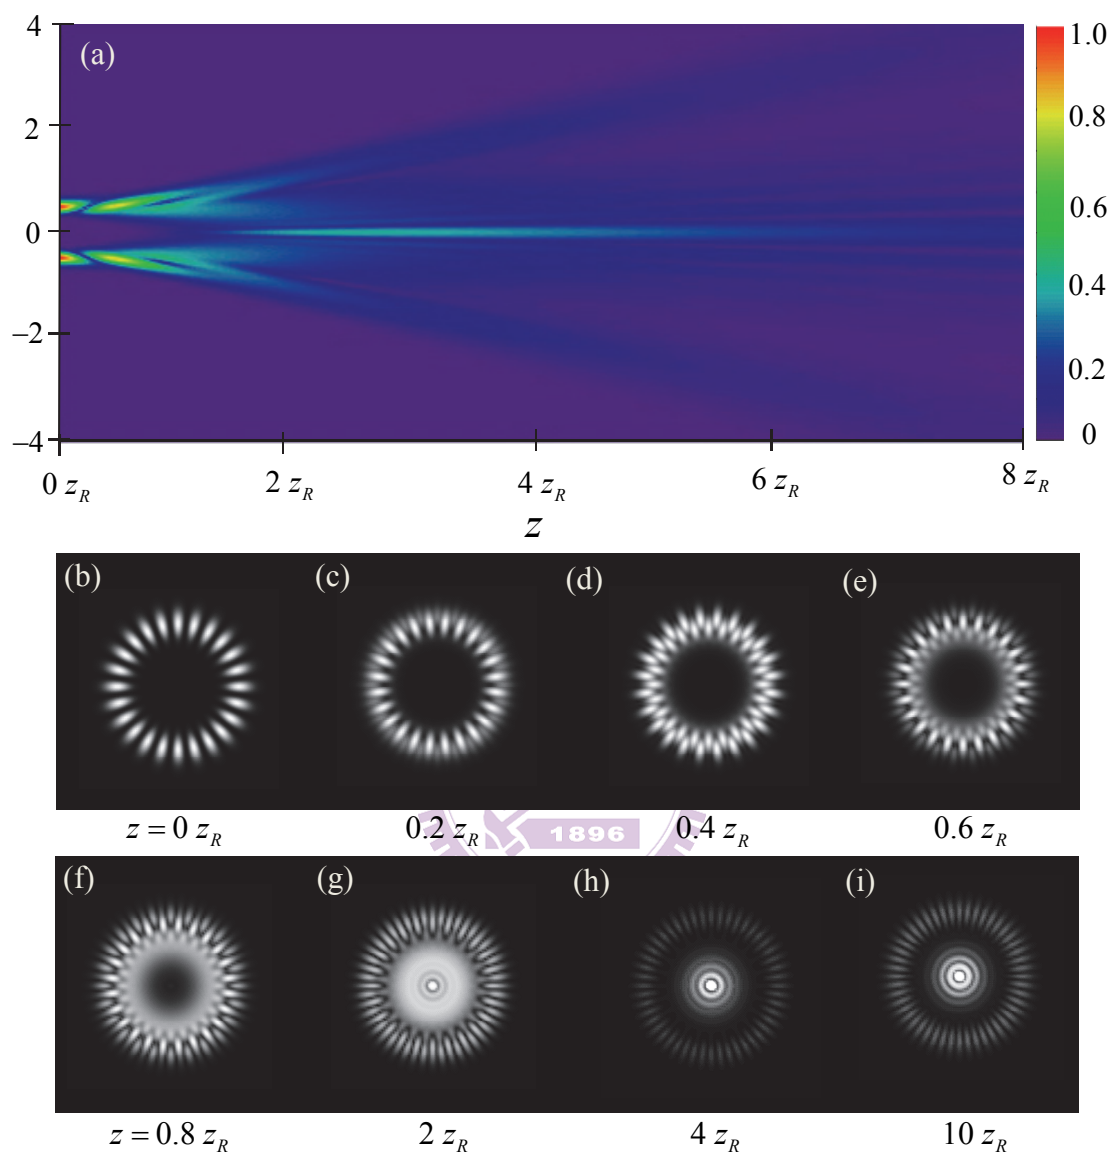 (a)
4
2
0
−2
−4
1.0
0.8
0.6
0.4
0.2
0
0 z_R
2 z_R
4 z_R
6 z_R
8 z_R
z
(b)
(c)
(d)
(e)
z = 0 z_R
0.2 z_R
0.4 z_R
0.6 z_R
1896
(f)
(g)
(h)
(i)
z = 0.8 z_R
2 z_R
4 z_R
10 z_R